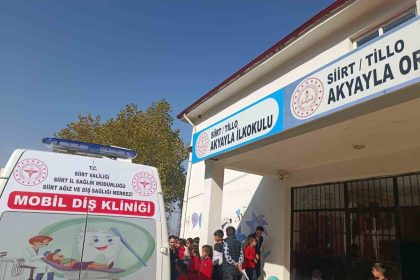 T.C.
SİİRT VALİLİĞİ
SİİRT İL SAĞLIK MÜDÜRLÜĞÜ
SİİRT AĞIZ VE DİŞ SAĞLIĞI MERKEZİ
MOBİL DİŞ KLİNİĞİ
SİİRT / TİLLO
AKYAYLA İLKOKULU
SİİRT / TİLLO
AKYAYLA OR